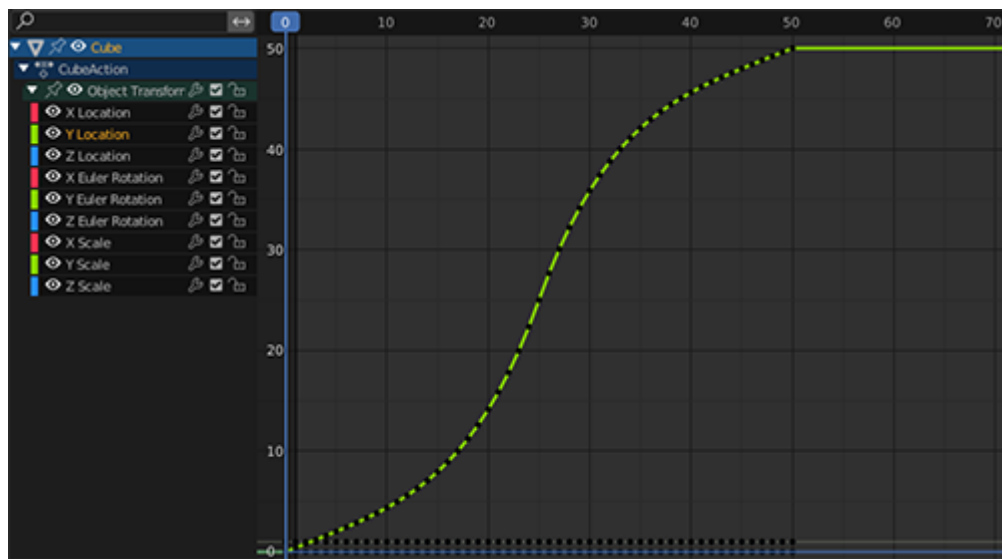 0 10 20 30 40 50 60 70
Cube
CubeAction
Object Transforr
X Location
Y Location
Z Location
X Euler Rotation
Y Euler Rotation
Z Euler Rotation
X Scale
Y Scale
Z Scale
50
40
30
20
10
0